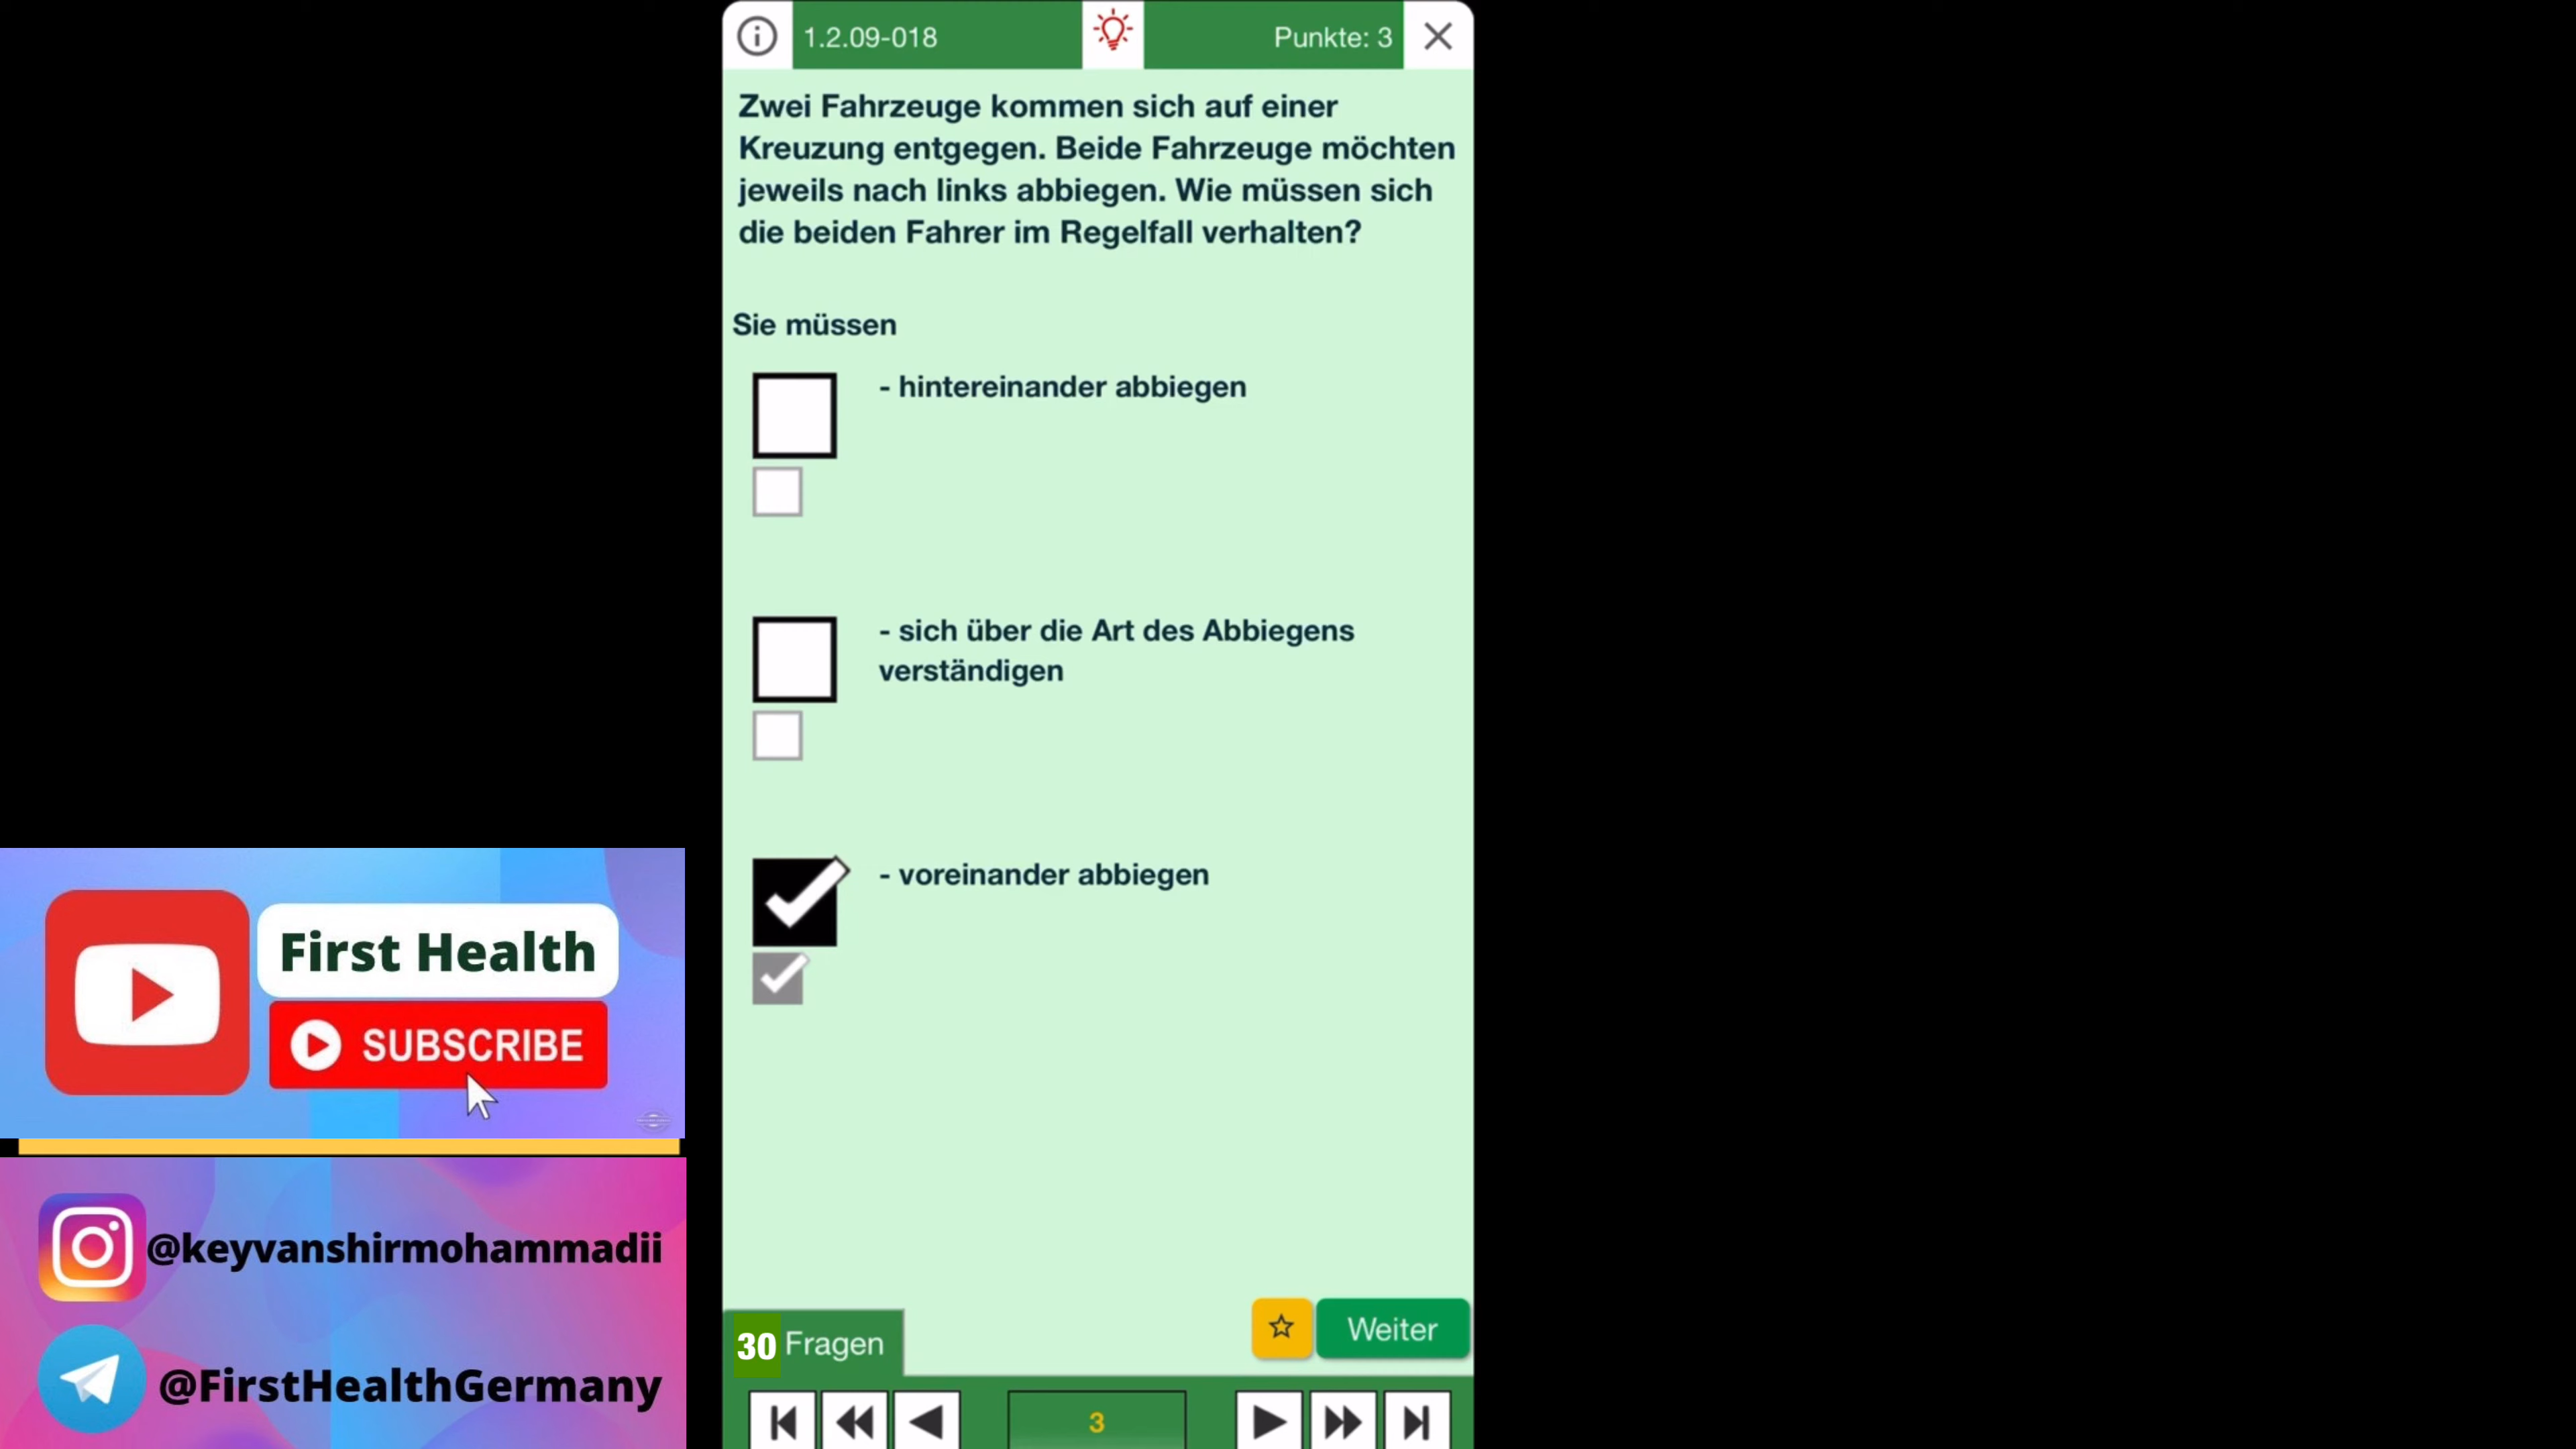 1.2.09-018
Punkte: 3
Zwei Fahrzeuge kommen sich auf einer
Kreuzung entgegen. Beide Fahrzeuge möchten
jeweils nach links abbiegen. Wie müssen sich
die beiden Fahrer im Regelfall verhalten?
Sie müssen
- hintereinander abbiegen
- sich über die Art des Abbiegens
verständigen
- voreinander abbiegen
First Health
SUBSCRIBE
@keyvanshirmohammadii
@FirstHealthGermany
30 Fragen
Weiter
3